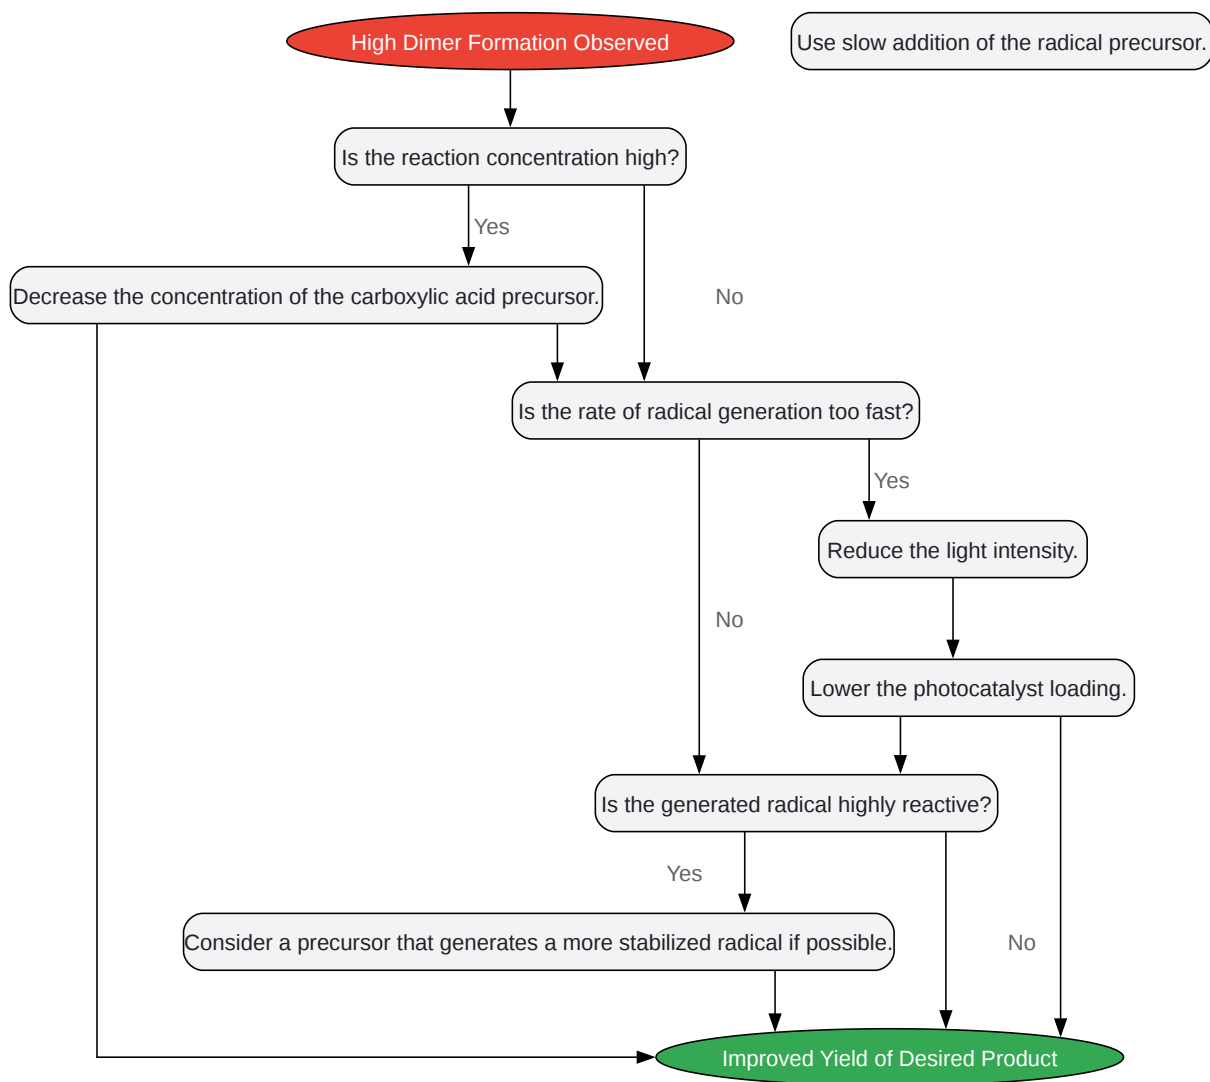 High Dimer Formation Observed
Use slow addition of the radical precursor.
Is the reaction concentration high?
Yes
Decrease the concentration of the carboxylic acid precursor.
No
Is the rate of radical generation too fast?
Yes
Reduce the light intensity.
No
Lower the photocatalyst loading.
Is the generated radical highly reactive?
Yes
Consider a precursor that generates a more stabilized radical if possible.
No
Improved Yield of Desired Product